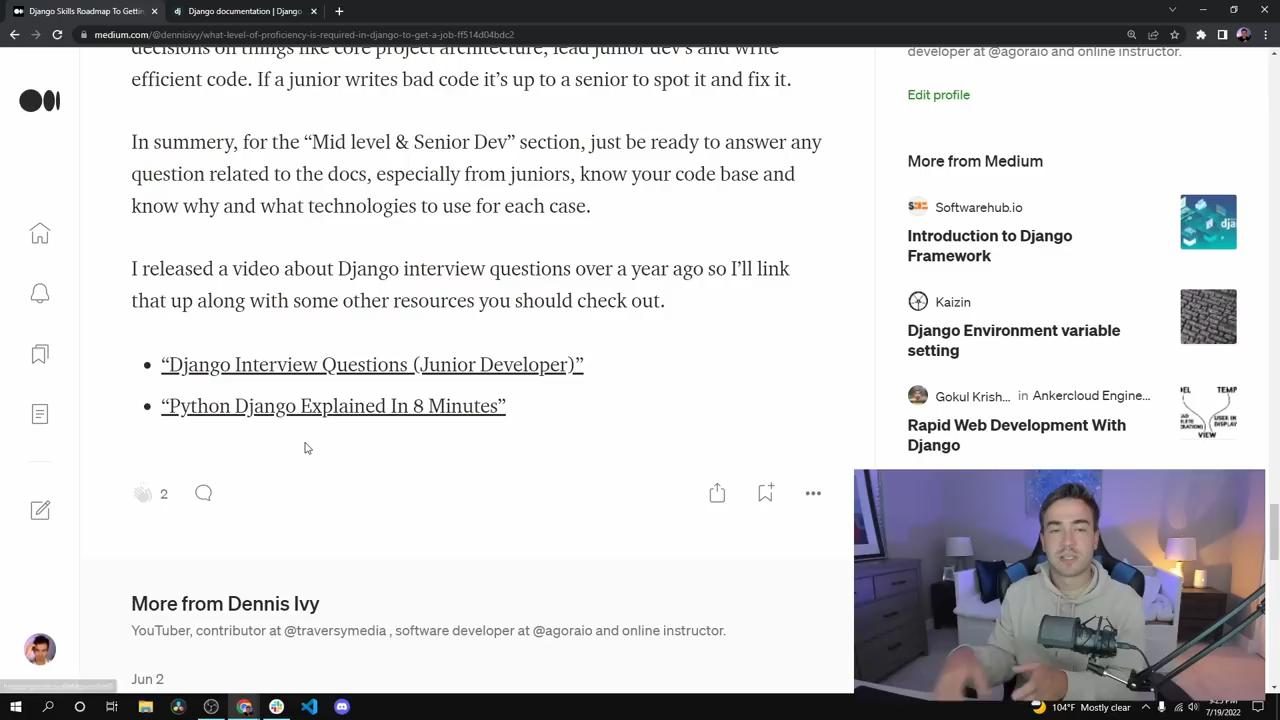 Django Skills Roadmap To Getti
Documentation | Django
medium.com/@dennisivy/what-level-of-proficiency-is-required-in-django-to-get-a-job-ff514d04bdc2
decisions on things like core project architecture, lead junior dev's and write
efficient code. If a junior writes bad code it's up to a senior to spot it and fix it.
In summery, for the “Mid level & Senior Dev” section, just be ready to answer any
question related to the docs, especially from juniors, know your code base and
know why and what technologies to use for each case.
I released a video about Django interview questions over a year ago so I'll link
that up along with some other resources you should check out.
• “Django Interview Questions (Junior Developer)”
• “Python Django Explained In 8 Minutes”
2
More from Dennis Ivy
YouTuber, contributor at @traversymedia , software developer at @agoraio and online instructor.
Jun 2
developer at @agoraio and online instructor.
Edit profile
More from Medium
Softwarehub.io
Introduction to Django
Framework
Kaizin
Django Environment variable
setting
Gokul Krish... in Ankercloud Engine...
Rapid Web Development With
Django
104°F Mostly clear
7/19/2022